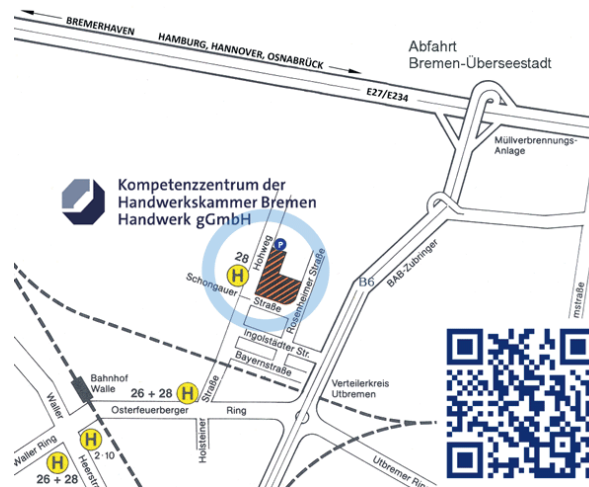 BREMERHAVEN
HAMBURG, HANNOVER, OSNABRÜCK
E27/E234
Abfahrt
Bremen-Überseestadt
Müllverbrennungs-
Anlage
Kompetenzzentrum der
Handwerkskammer Bremen
Handwerk gGmbH
P
28
H
Hohweg
Schongauer
Straße
Rosenheimer Straße
B6
BAB-Zubringer
Ingolstädter Str.
Bayernstraße
mstraße
Bahnhof
Walle
26 + 28
H
Straße
Verteilerkreis
Utbremen
Waller
Osterfeuerberger
Ring
Holsteiner
H
2·10
Waller Ring
H
26 + 28
Heerstr
Utbremer Ring